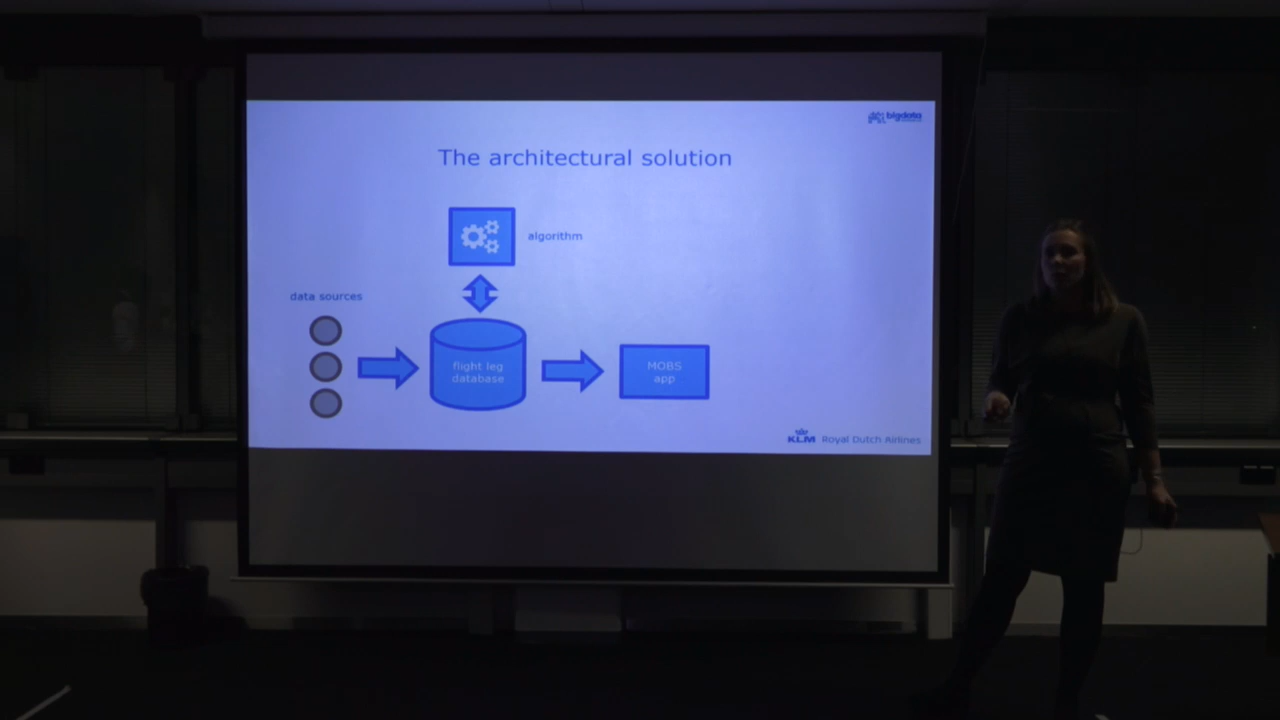 bigdata
The architectural solution
algorithm
data sources
flight leg
database
MOBS
app
KLM Royal Dutch Airlines